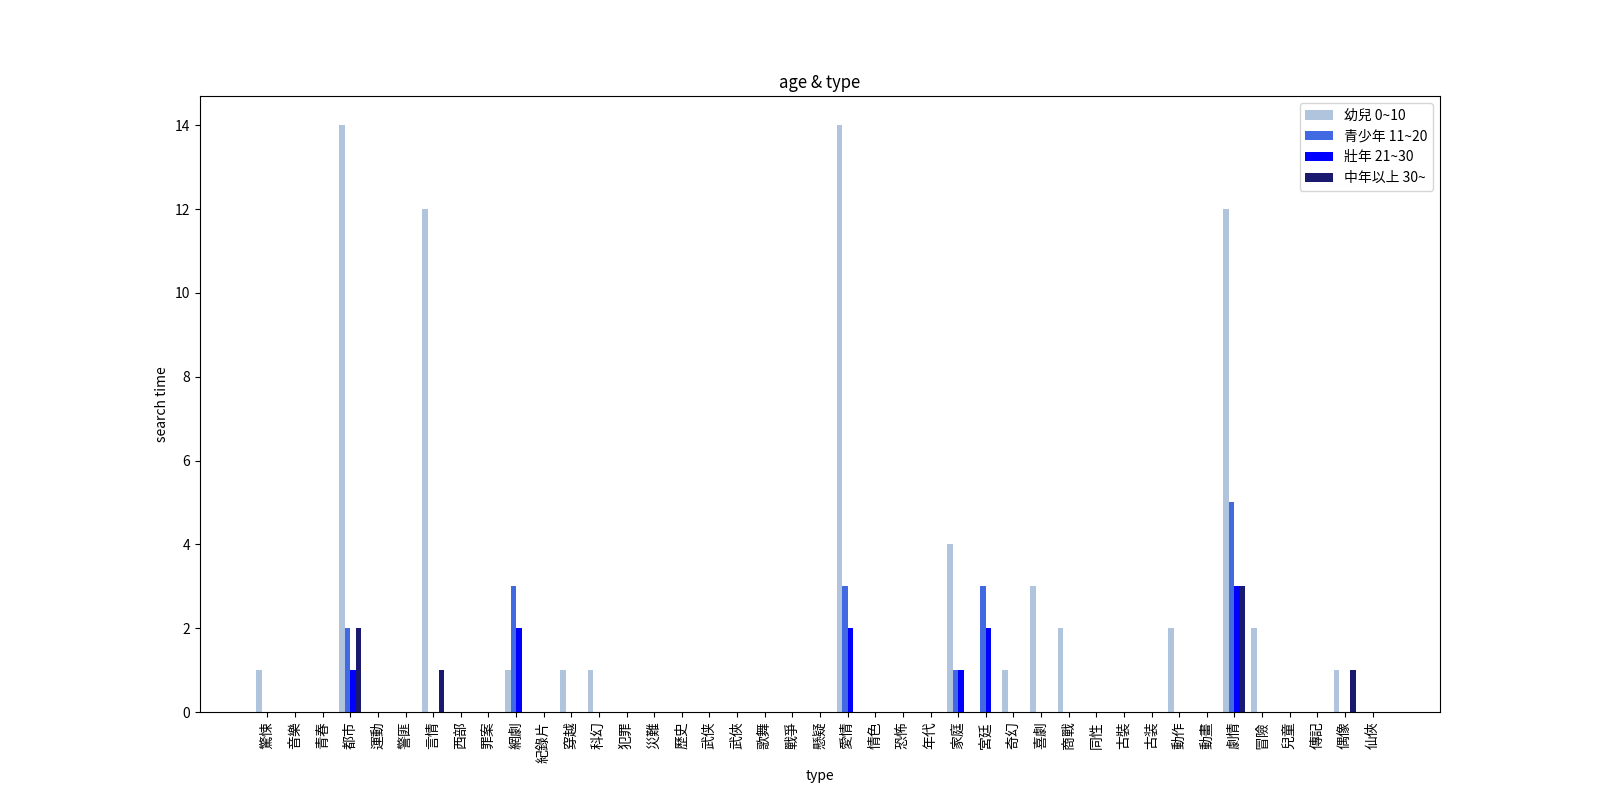 age & type
幼兒 0~10
青少年 11~20
壯年 21~30
中年以上 30~
search time
14
12
10
8
6
4
2
0
驚悚
音樂
青春
都市
運動
警匪
言情
西部
罪案
網劇
紀錄片
穿越
科幻
犯罪
災難
歷史
武俠
武俠
歌舞
戰爭
懸疑
愛情
情色
恐怖
年代
家庭
宮廷
奇幻
喜劇
商戰
同性
古裝
古装
動作
動畫
劇情
冒險
兒童
傳記
偶像
仙俠
type